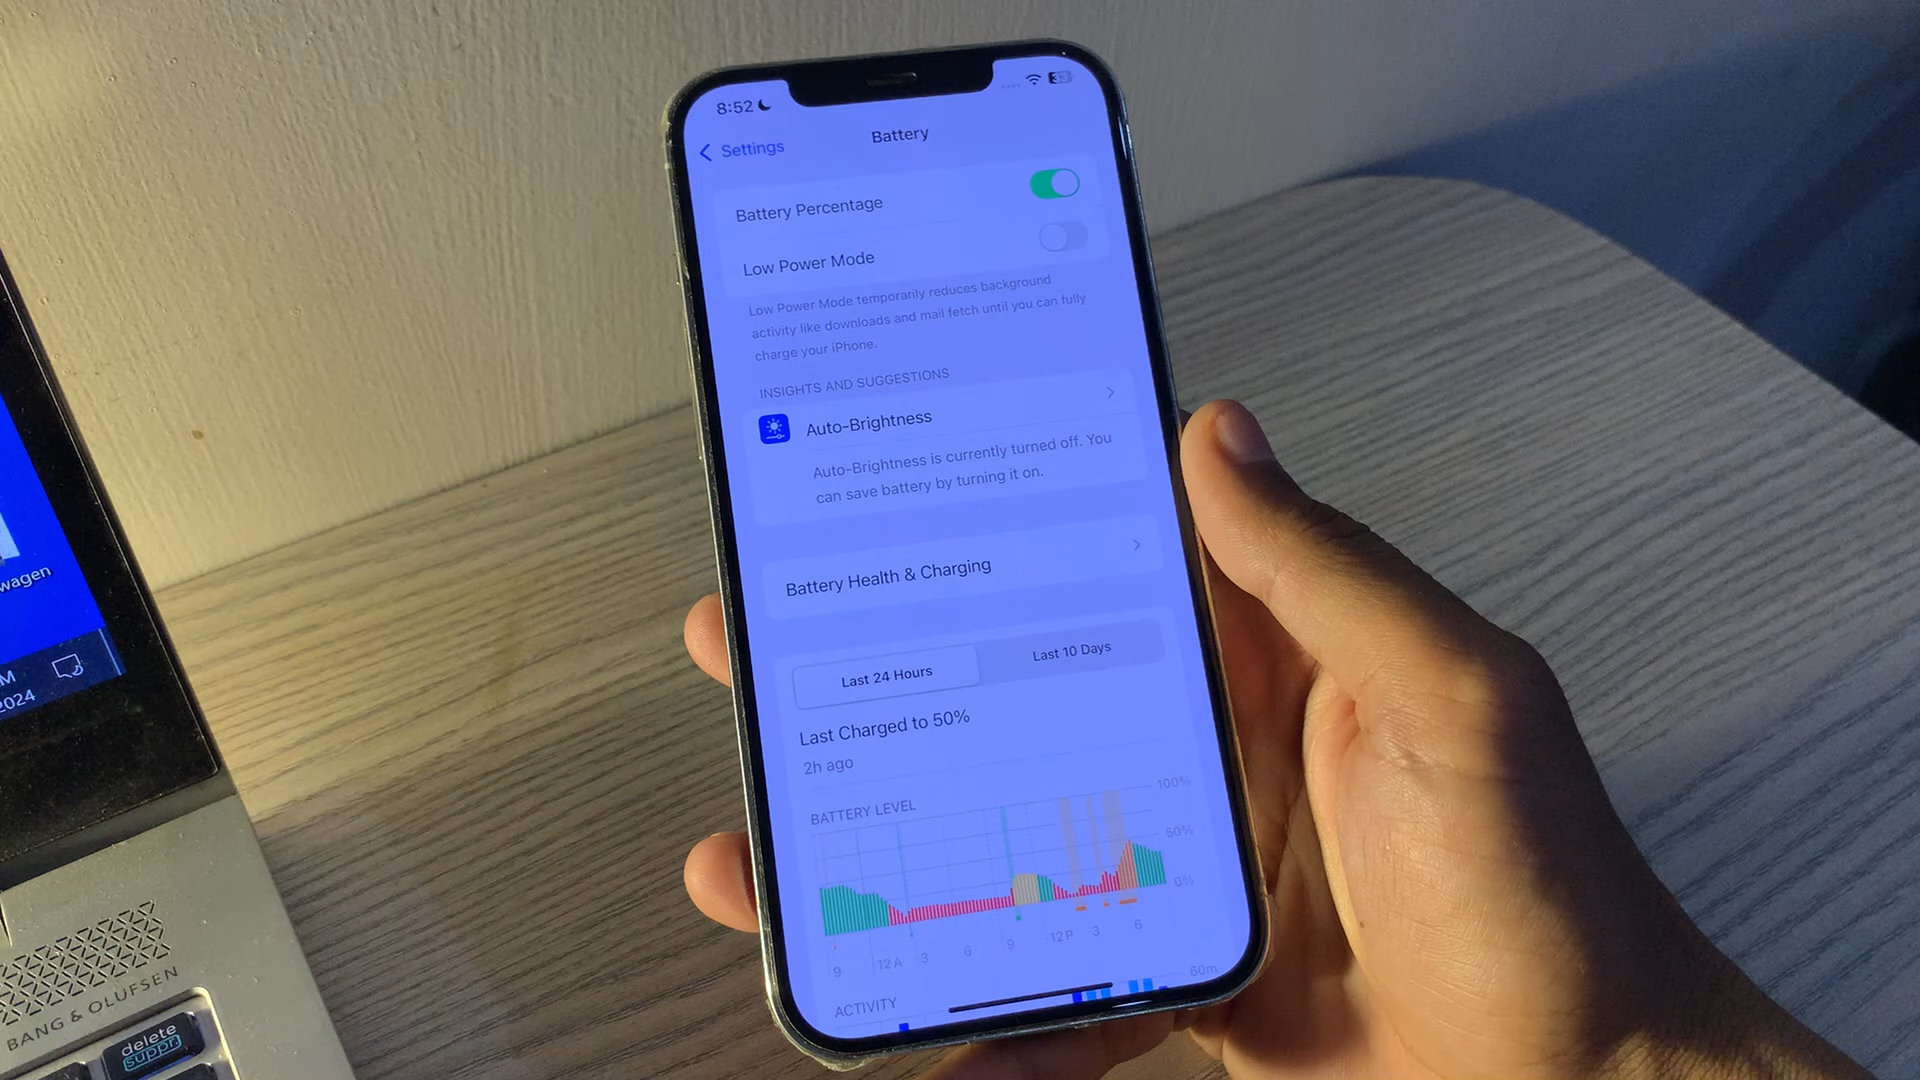 8:52
33
Settings
Battery
Battery Percentage
Low Power Mode
Low Power Mode temporarily reduces background
activity like downloads and mail fetch until you can fully
charge your iPhone.
INSIGHTS AND SUGGESTIONS
Auto-Brightness
Auto-Brightness is currently turned off. You
can save battery by turning it on.
Battery Health & Charging
Last 24 Hours
Last 10 Days
Last Charged to 50%
2h ago
BATTERY LEVEL
100%
50%
0%
9 12 A 3 6 9 12 P 3 6
60m
ACTIVITY
wagen
M
2024
BANG & OLUFSEN
delete
suppr.